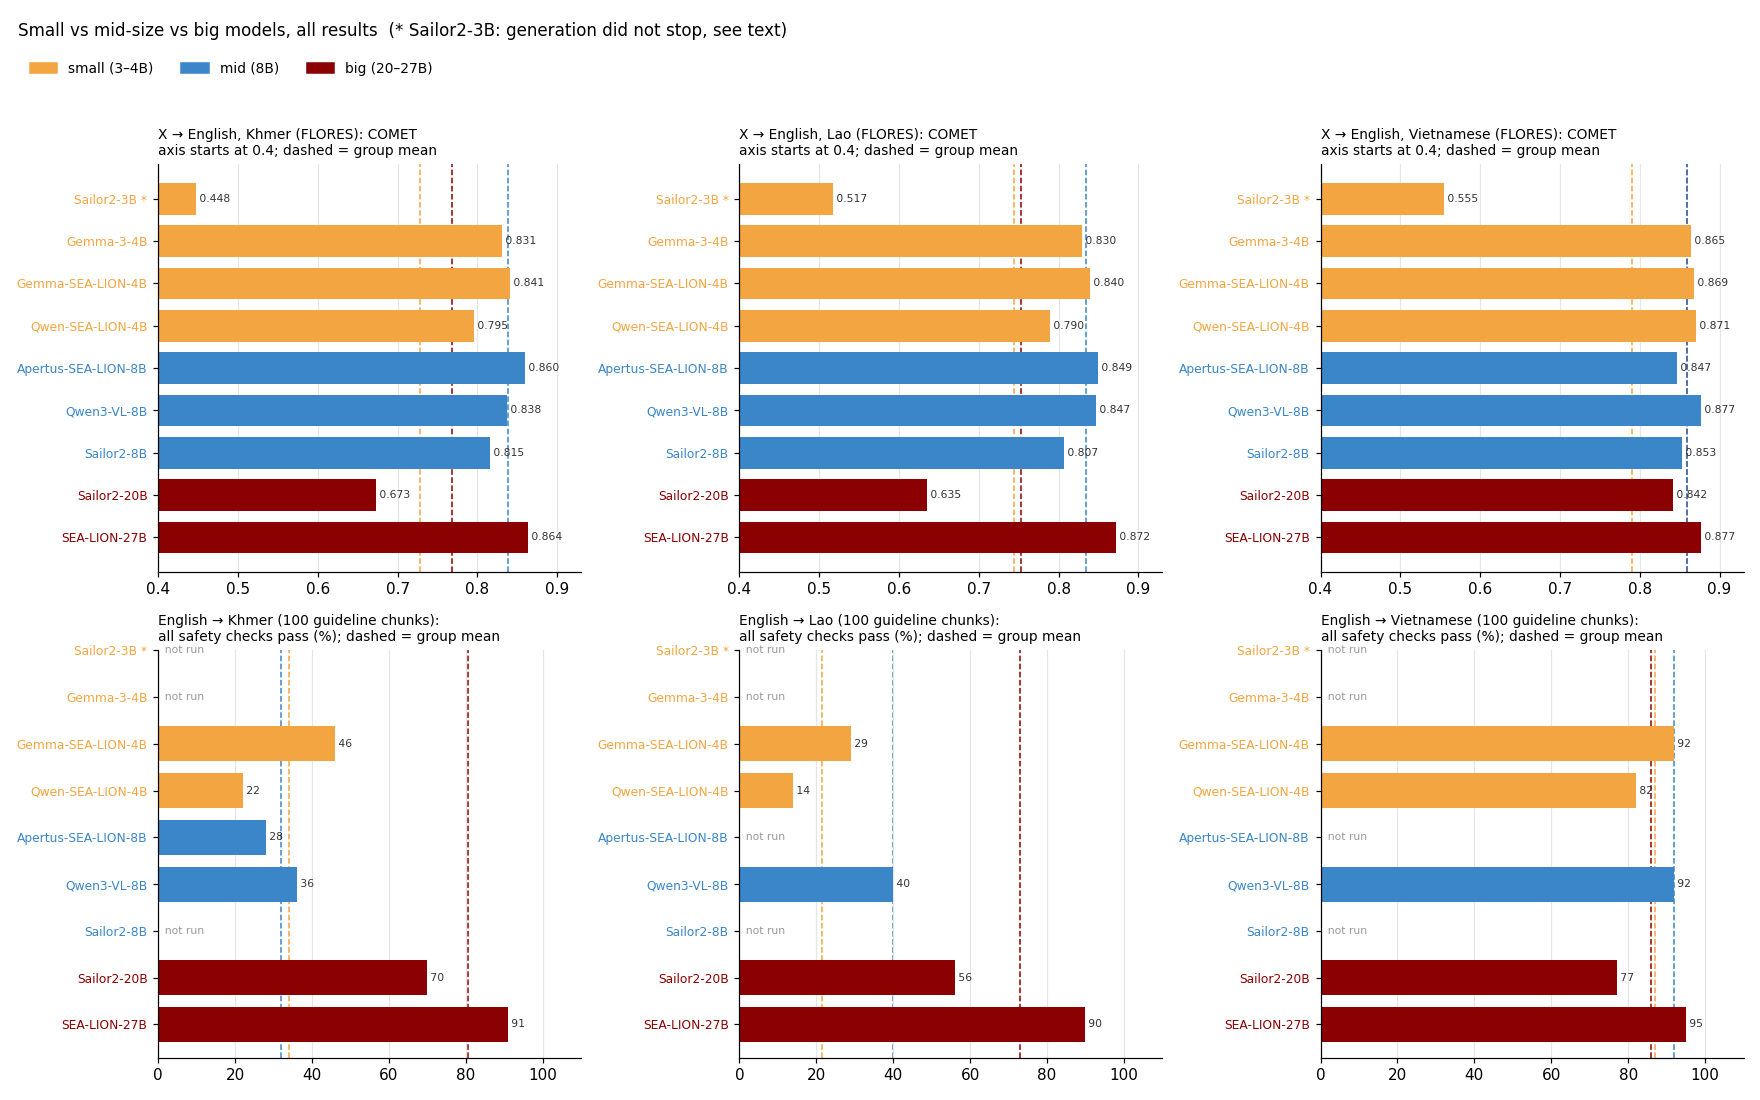 Small vs mid-size vs big models, all results  (* Sailor2-3B: generation did not stop, see text)
small (3–4B)
mid (8B)
big (20–27B)
X → English, Khmer (FLORES): COMET
axis starts at 0.4; dashed = group mean
Sailor2-3B *
0.448
Gemma-3-4B
0.831
Gemma-SEA-LION-4B
0.841
Qwen-SEA-LION-4B
0.795
Apertus-SEA-LION-8B
0.860
Qwen3-VL-8B
0.838
Sailor2-8B
0.815
Sailor2-20B
0.673
SEA-LION-27B
0.864
0.4 0.5 0.6 0.7 0.8 0.9
X → English, Lao (FLORES): COMET
axis starts at 0.4; dashed = group mean
Sailor2-3B *
0.517
Gemma-3-4B
0.830
Gemma-SEA-LION-4B
0.840
Qwen-SEA-LION-4B
0.790
Apertus-SEA-LION-8B
0.849
Qwen3-VL-8B
0.847
Sailor2-8B
0.807
Sailor2-20B
0.635
SEA-LION-27B
0.872
0.4 0.5 0.6 0.7 0.8 0.9
X → English, Vietnamese (FLORES): COMET
axis starts at 0.4; dashed = group mean
Sailor2-3B *
0.555
Gemma-3-4B
0.865
Gemma-SEA-LION-4B
0.869
Qwen-SEA-LION-4B
0.871
Apertus-SEA-LION-8B
0.847
Qwen3-VL-8B
0.877
Sailor2-8B
0.853
Sailor2-20B
0.842
SEA-LION-27B
0.877
0.4 0.5 0.6 0.7 0.8 0.9
English → Khmer (100 guideline chunks):
all safety checks pass (%); dashed = group mean
Sailor2-3B *
not run
Gemma-3-4B
not run
Gemma-SEA-LION-4B
46
Qwen-SEA-LION-4B
22
Apertus-SEA-LION-8B
28
Qwen3-VL-8B
36
Sailor2-8B
not run
Sailor2-20B
70
SEA-LION-27B
91
0 20 40 60 80 100
English → Lao (100 guideline chunks):
all safety checks pass (%); dashed = group mean
Sailor2-3B *
not run
Gemma-3-4B
not run
Gemma-SEA-LION-4B
29
Qwen-SEA-LION-4B
14
Apertus-SEA-LION-8B
not run
Qwen3-VL-8B
40
Sailor2-8B
not run
Sailor2-20B
56
SEA-LION-27B
90
0 20 40 60 80 100
English → Vietnamese (100 guideline chunks):
all safety checks pass (%); dashed = group mean
Sailor2-3B *
not run
Gemma-3-4B
not run
Gemma-SEA-LION-4B
92
Qwen-SEA-LION-4B
82
Apertus-SEA-LION-8B
not run
Qwen3-VL-8B
92
Sailor2-8B
not run
Sailor2-20B
77
SEA-LION-27B
95
0 20 40 60 80 100